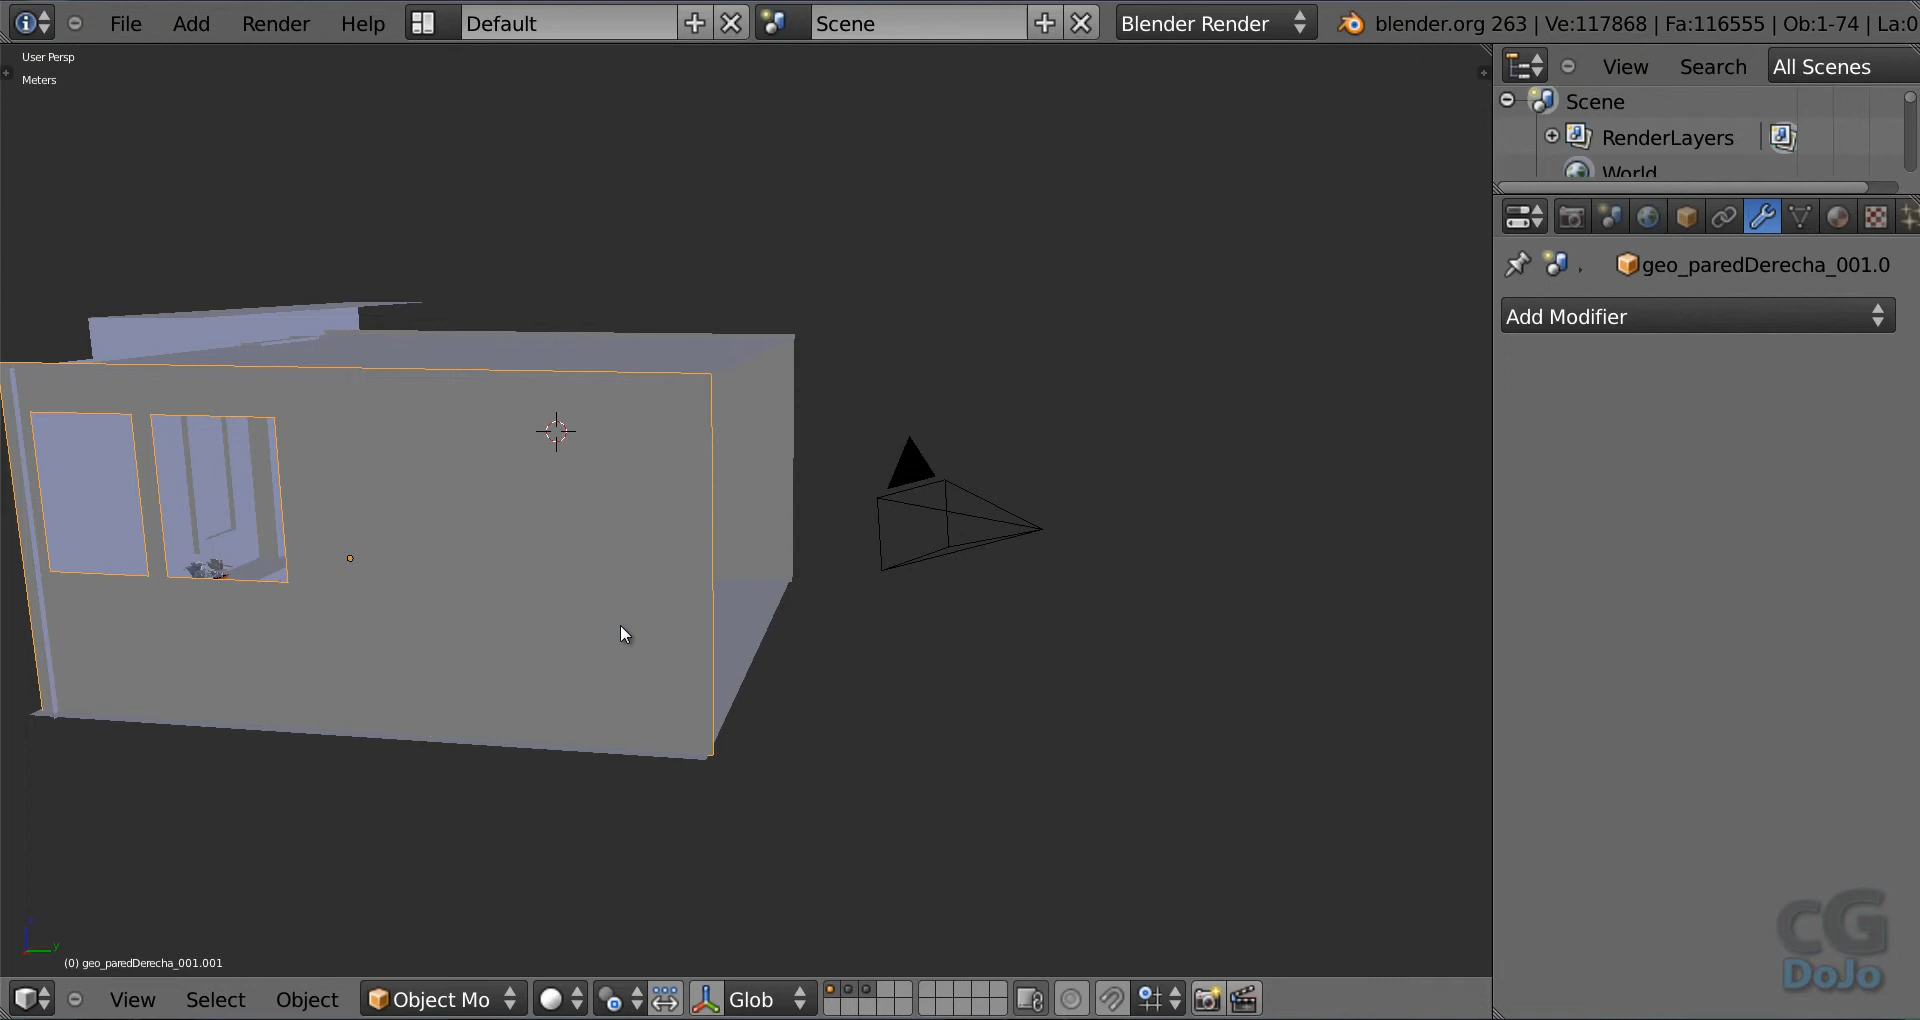 File Add Render Help Default Scene Blender Render blender.org 263 | Ve:117868 | Fa:116555 | Ob:1-74 | La:0
User Persp
Meters
View Search All Scenes
Scene
RenderLayers
World
geo_paredDerecha_001.0
Add Modifier
y
(0) geo_paredDerecha_001.001
View Select Object Object Mo Glob
CG
DoJo